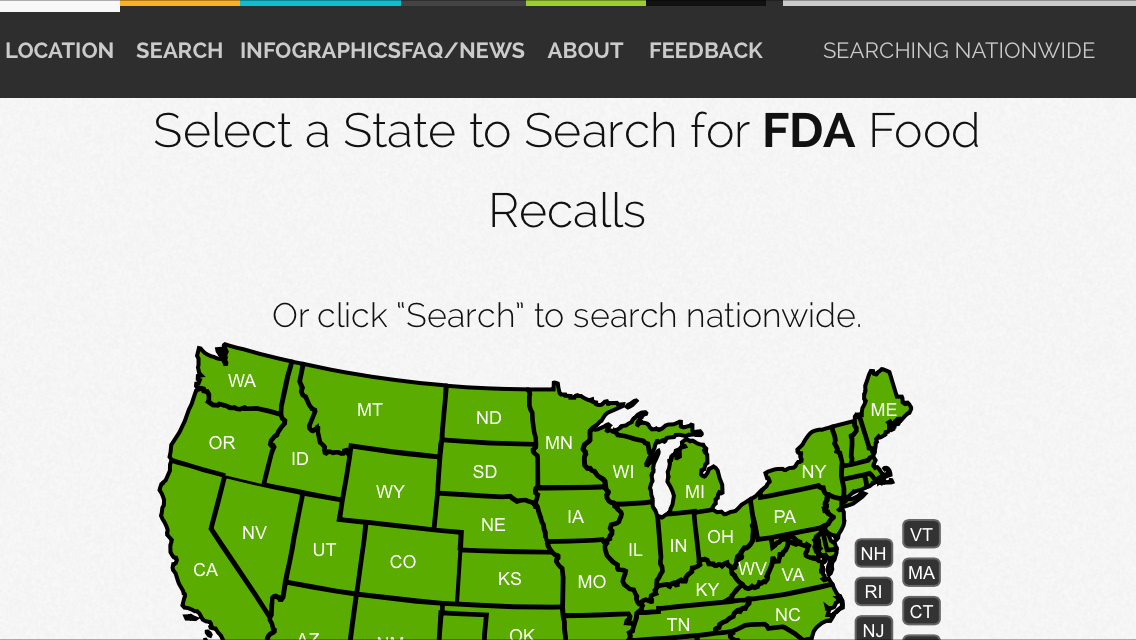 LOCATION SEARCH INFOGRAPHICS FAQ/NEWS ABOUT FEEDBACK SEARCHING NATIONWIDE
Select a State to Search for FDA Food
Recalls
Or click “Search” to search nationwide.
WA
MT
ND
MN
ME
OR
ID
SD
WI
NY
WY
MI
NE
IA
PA
NV
UT
CO
IL
IN
OH
VT
NH
CA
KS
MO
WV
VA
MA
KY
RI
NC
CT
TN
NJ
AZ
NM
OK